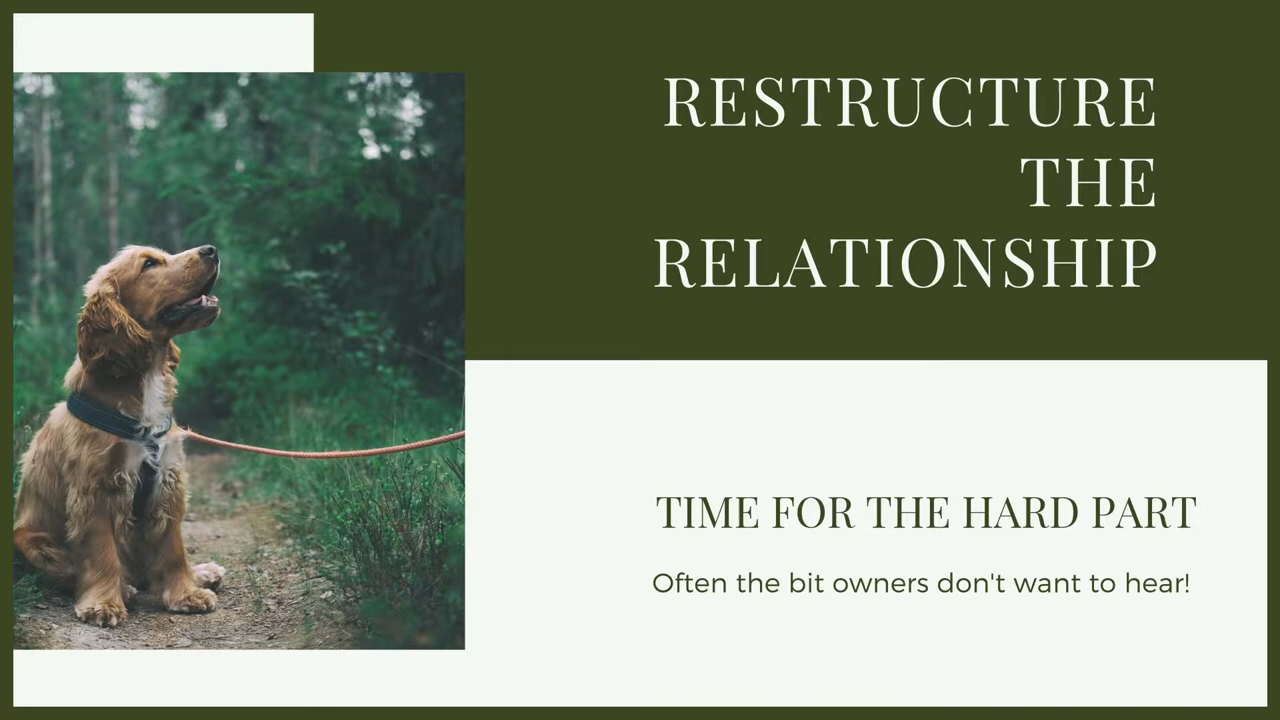 RESTRUCTURE
THE
RELATIONSHIP
TIME FOR THE HARD PART
Often the bit owners don't want to hear!